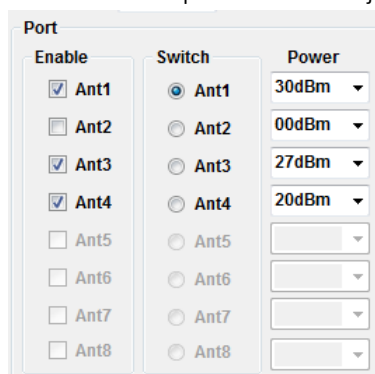 Port
Enable Switch Power
Ant1 Ant1 30dBm
Ant2 Ant2 00dBm
Ant3 Ant3 27dBm
Ant4 Ant4 20dBm
Ant5 Ant5
Ant6 Ant6
Ant7 Ant7
Ant8 Ant8